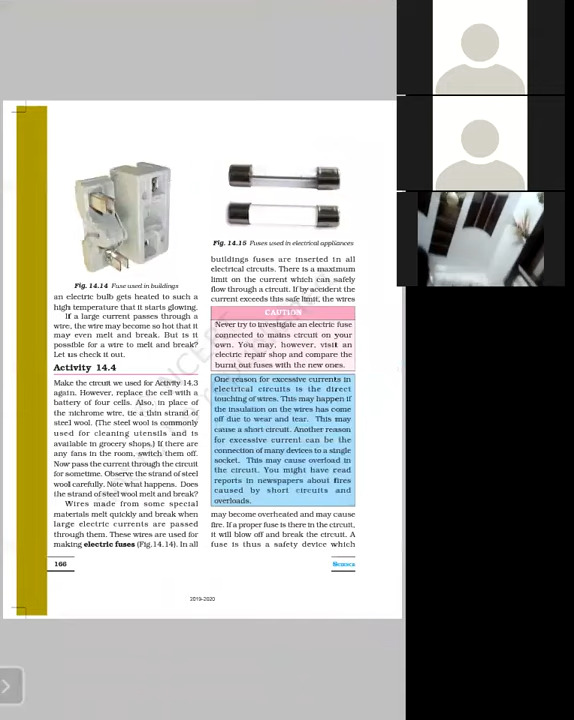 Fig. 14.14 Fuse used in buildings
an electric bulb gets heated to such a
high temperature that it starts glowing.
If a large current passes through a
wire, the wire may become so hot that it
may even melt and break. But is it
possible for a wire to melt and break?
Let us check it out.
Activity 14.4
Make the circuit we used for Activity 14.3
again. However, replace the cell with a
battery of four cells. Also, in place of
the nichrome wire, tie a thin strand of
steel wool. (The steel wool is commonly
used for cleaning utensils and is
available in grocery shops.) If there are
any fans in the room, switch them off.
Now pass the current through the circuit
for sometime. Observe the strand of steel
wool carefully. Note what happens. Does
the strand of steel wool melt and break?
Wires made from some special
materials melt quickly and break when
large electric currents are passed
through them. These wires are used for
making electric fuses (Fig.14.14). In all
Fig. 14.15 Fuses used in electrical appliances
buildings fuses are inserted in all
electrical circuits. There is a maximum
limit on the current which can safely
flow through a circuit. If by accident the
current exceeds this safe limit, the wires
CAUTION
Never try to investigate an electric fuse
connected to mains circuit on your
own. You may, however, visit an
electric repair shop and compare the
burnt out fuses with the new ones.
One reason for excessive currents in
electrical circuits is the direct
touching of wires. This may happen if
the insulation on the wires has come
off due to wear and tear. This may
cause a short circuit. Another reason
for excessive current can be the
connection of many devices to a single
socket. This may cause overload in
the circuit. You might have read
reports in newspapers about fires
caused by short circuits and
overloads.
may become overheated and may cause
fire. If a proper fuse is there in the circuit,
it will blow off and break the circuit. A
fuse is thus a safety device which
166
SCIENCE
2019-2020